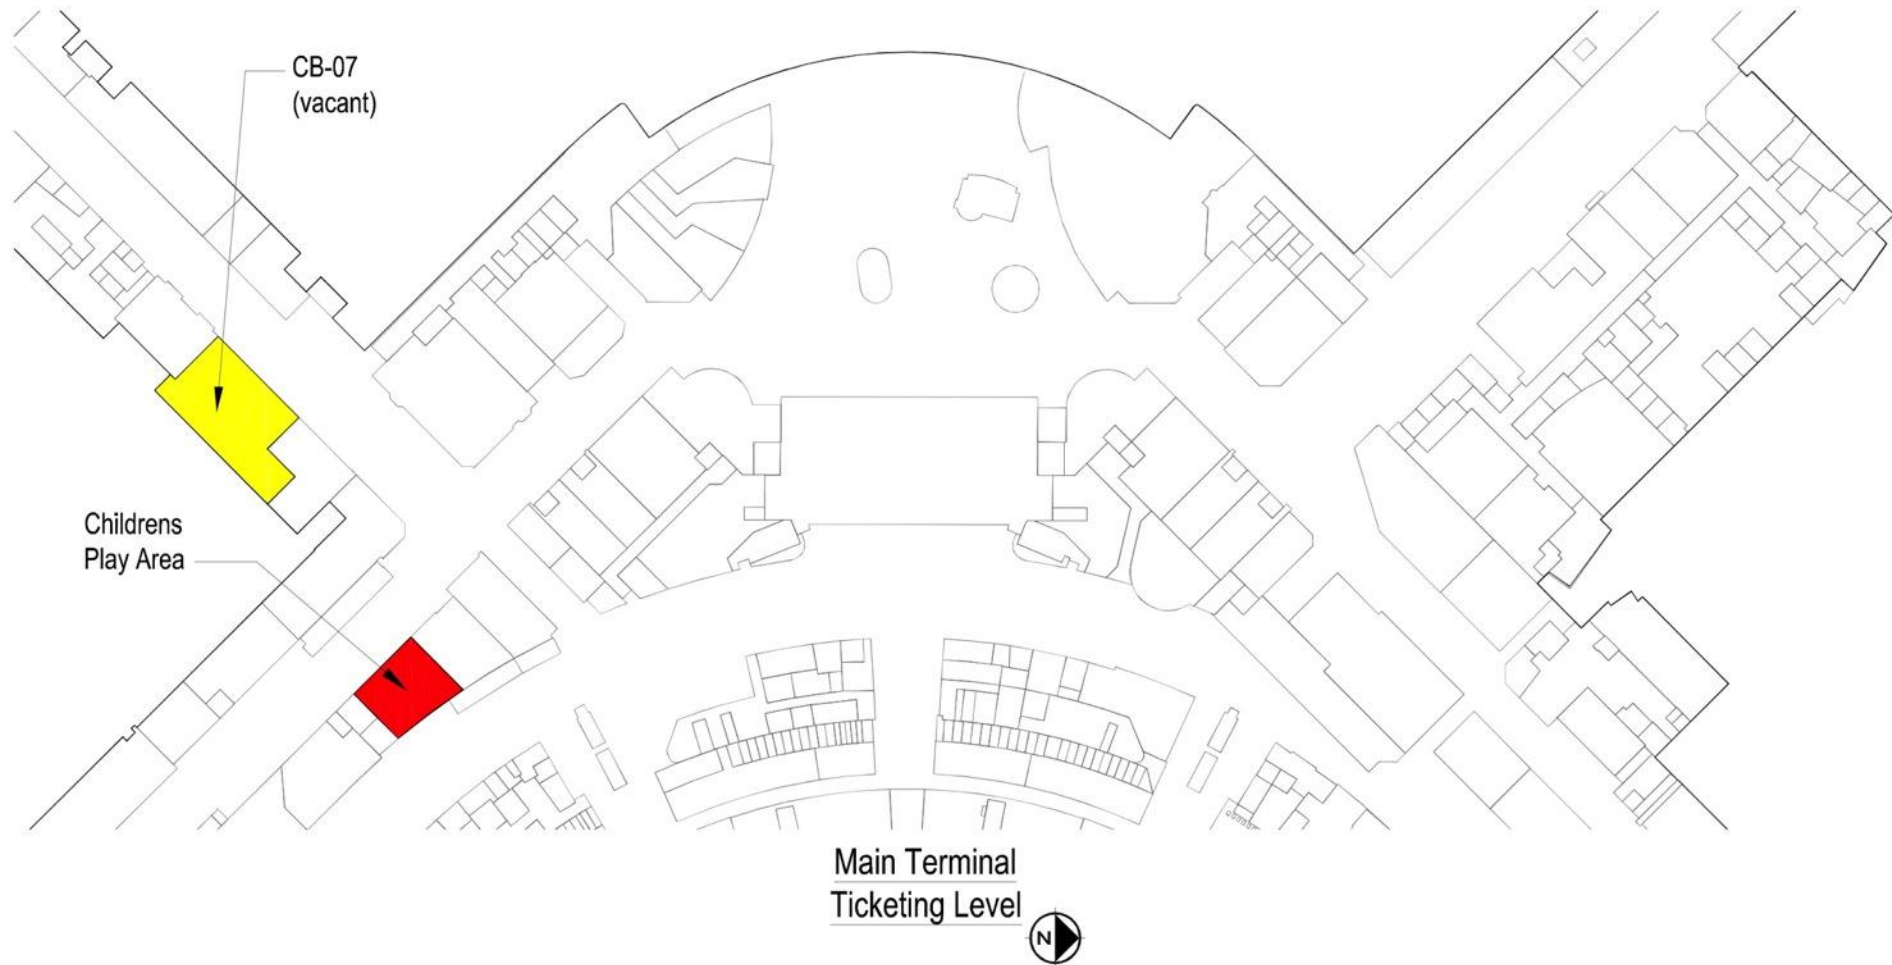 CB-07
(vacant)
Childrens
Play Area
Main Terminal
Ticketing Level
N